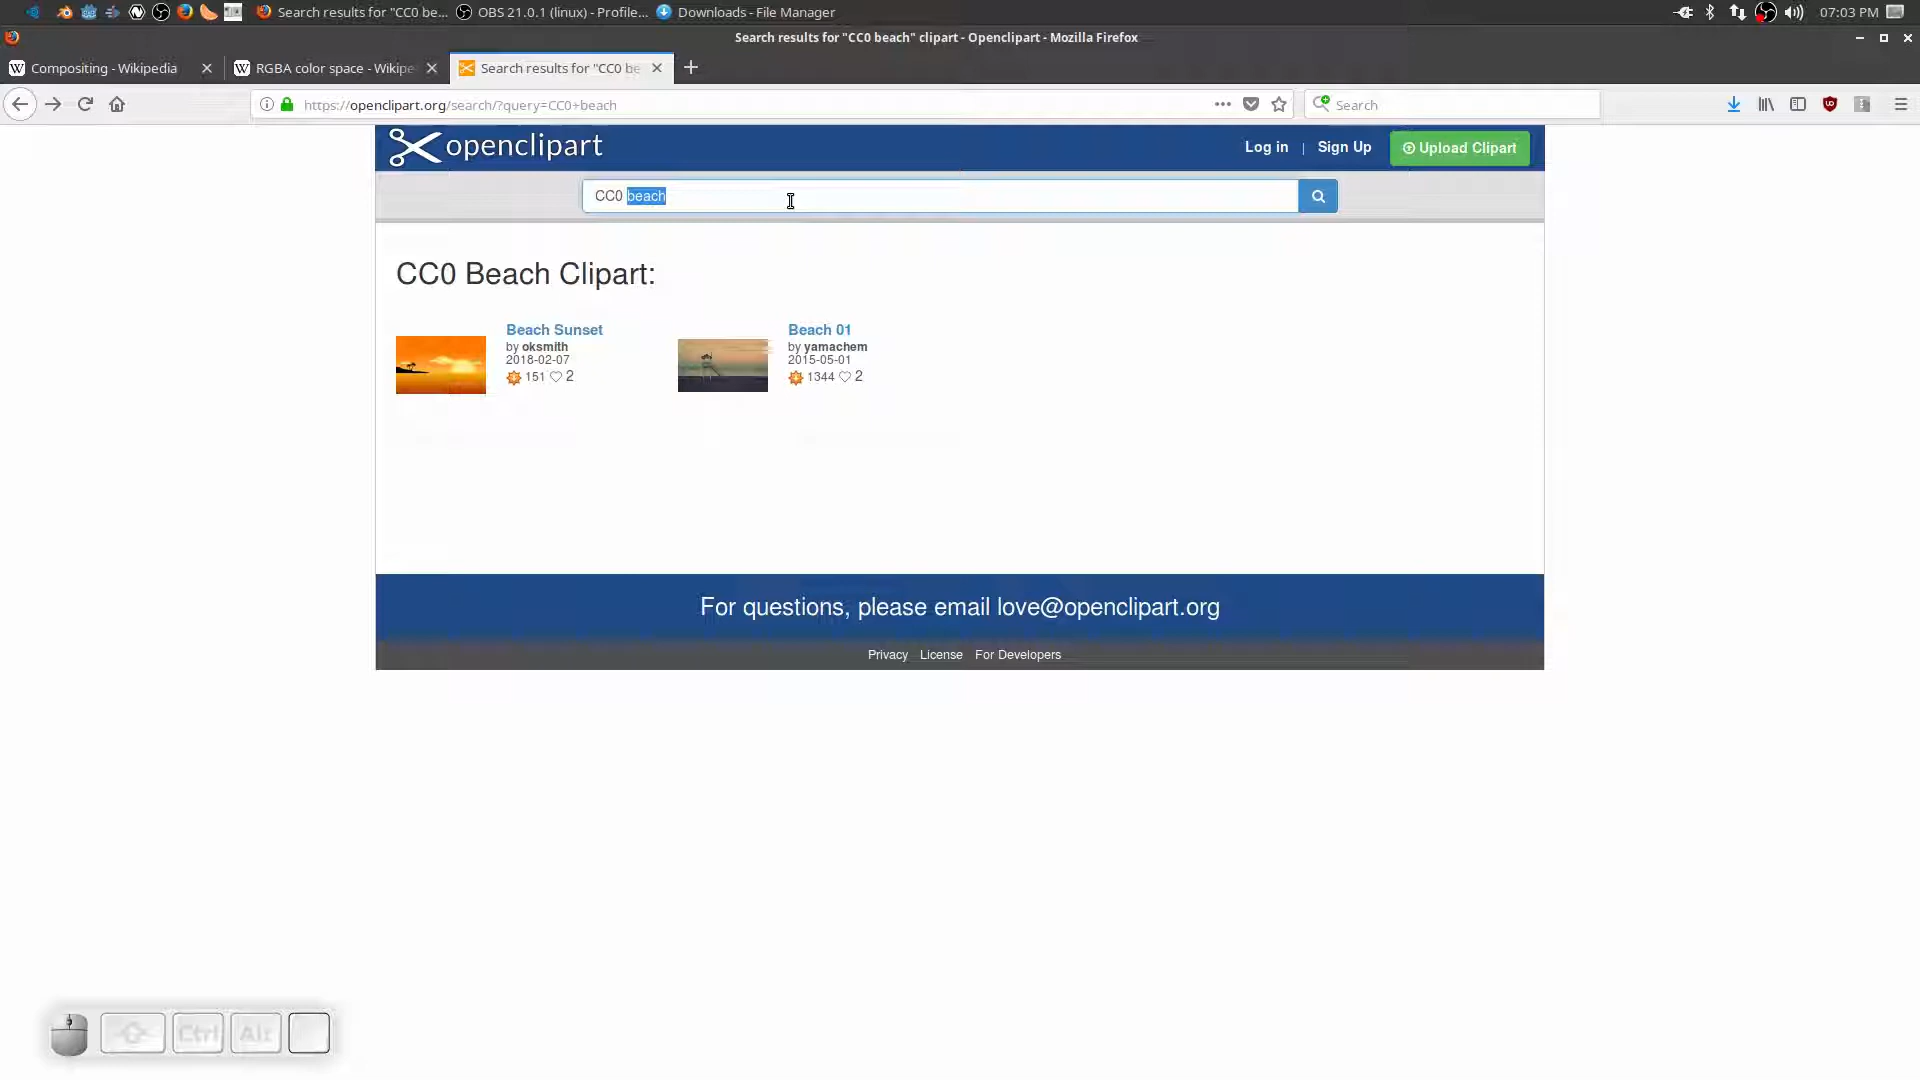 Search results for "CC0 be...
OBS 21.0.1 (linux) - Profile...
Downloads - File Manager
07:03 PM
Search results for "CC0 beach" clipart - Openclipart - Mozilla Firefox
Compositing - Wikipedia
RGBA color space - Wikipe
Search results for "CC0 be
https://openclipart.org/search/?query=CC0+beach
Search
openclipart
Log in | Sign Up
Upload Clipart
CC0 beach
CC0 Beach Clipart:
Beach Sunset
by oksmith
2018-02-07
151 2
Beach 01
by yamachem
2015-05-01
1344 2
For questions, please email love@openclipart.org
Privacy License For Developers
Ctrl Alt